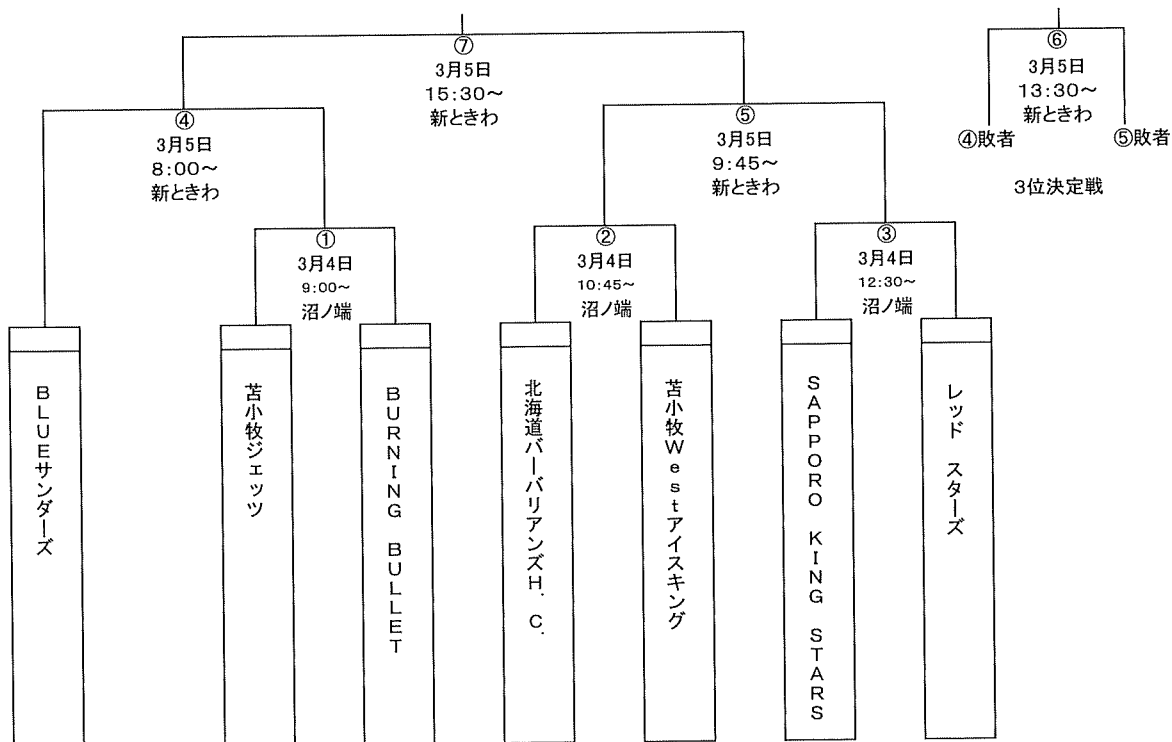 ⑦
3月5日
15:30～
新ときわ
⑥
3月5日
13:30～
新ときわ
④敗者
⑤敗者
3位決定戦
④
3月5日
8:00～
新ときわ
⑤
3月5日
9:45～
新ときわ
①
3月4日
9:00～
沼ノ端
②
3月4日
10:45～
沼ノ端
③
3月4日
12:30～
沼ノ端
BLUEサンダーズ
苫小牧ジェッツ
BURNING BULLET
北海道バーバリアンズH.C.
苫小牧Westアイスキング
SAPPORO KING STARS
レッド スターズ